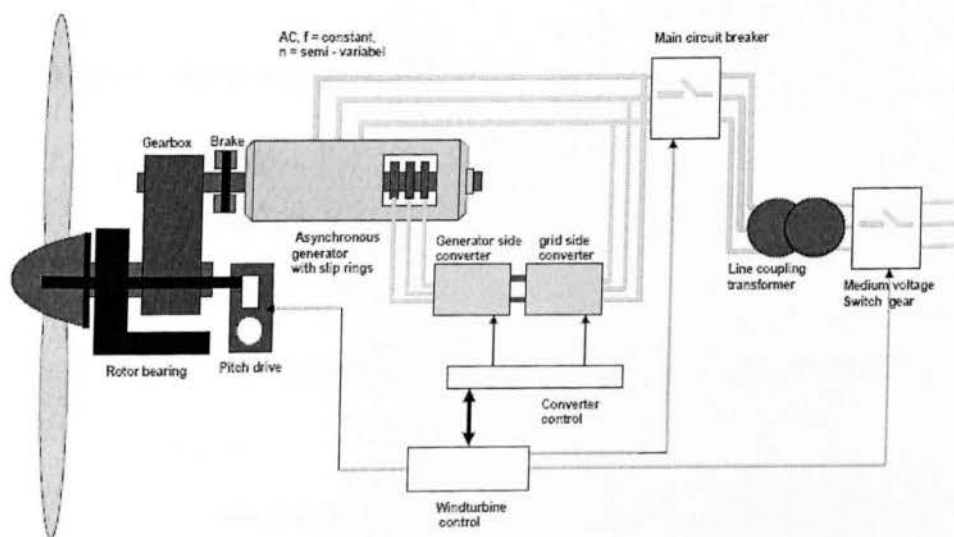 AC, f = constant,
n = semi - variabel
Main circuit breaker
Gearbox
Brake
Asynchronous
generator
with slip rings
Generator side
converter
grid side
converter
Line coupling
transformer
Medium voltage
Switch gear
Rotor bearing
Pitch drive
Converter
control
Windturbine
control